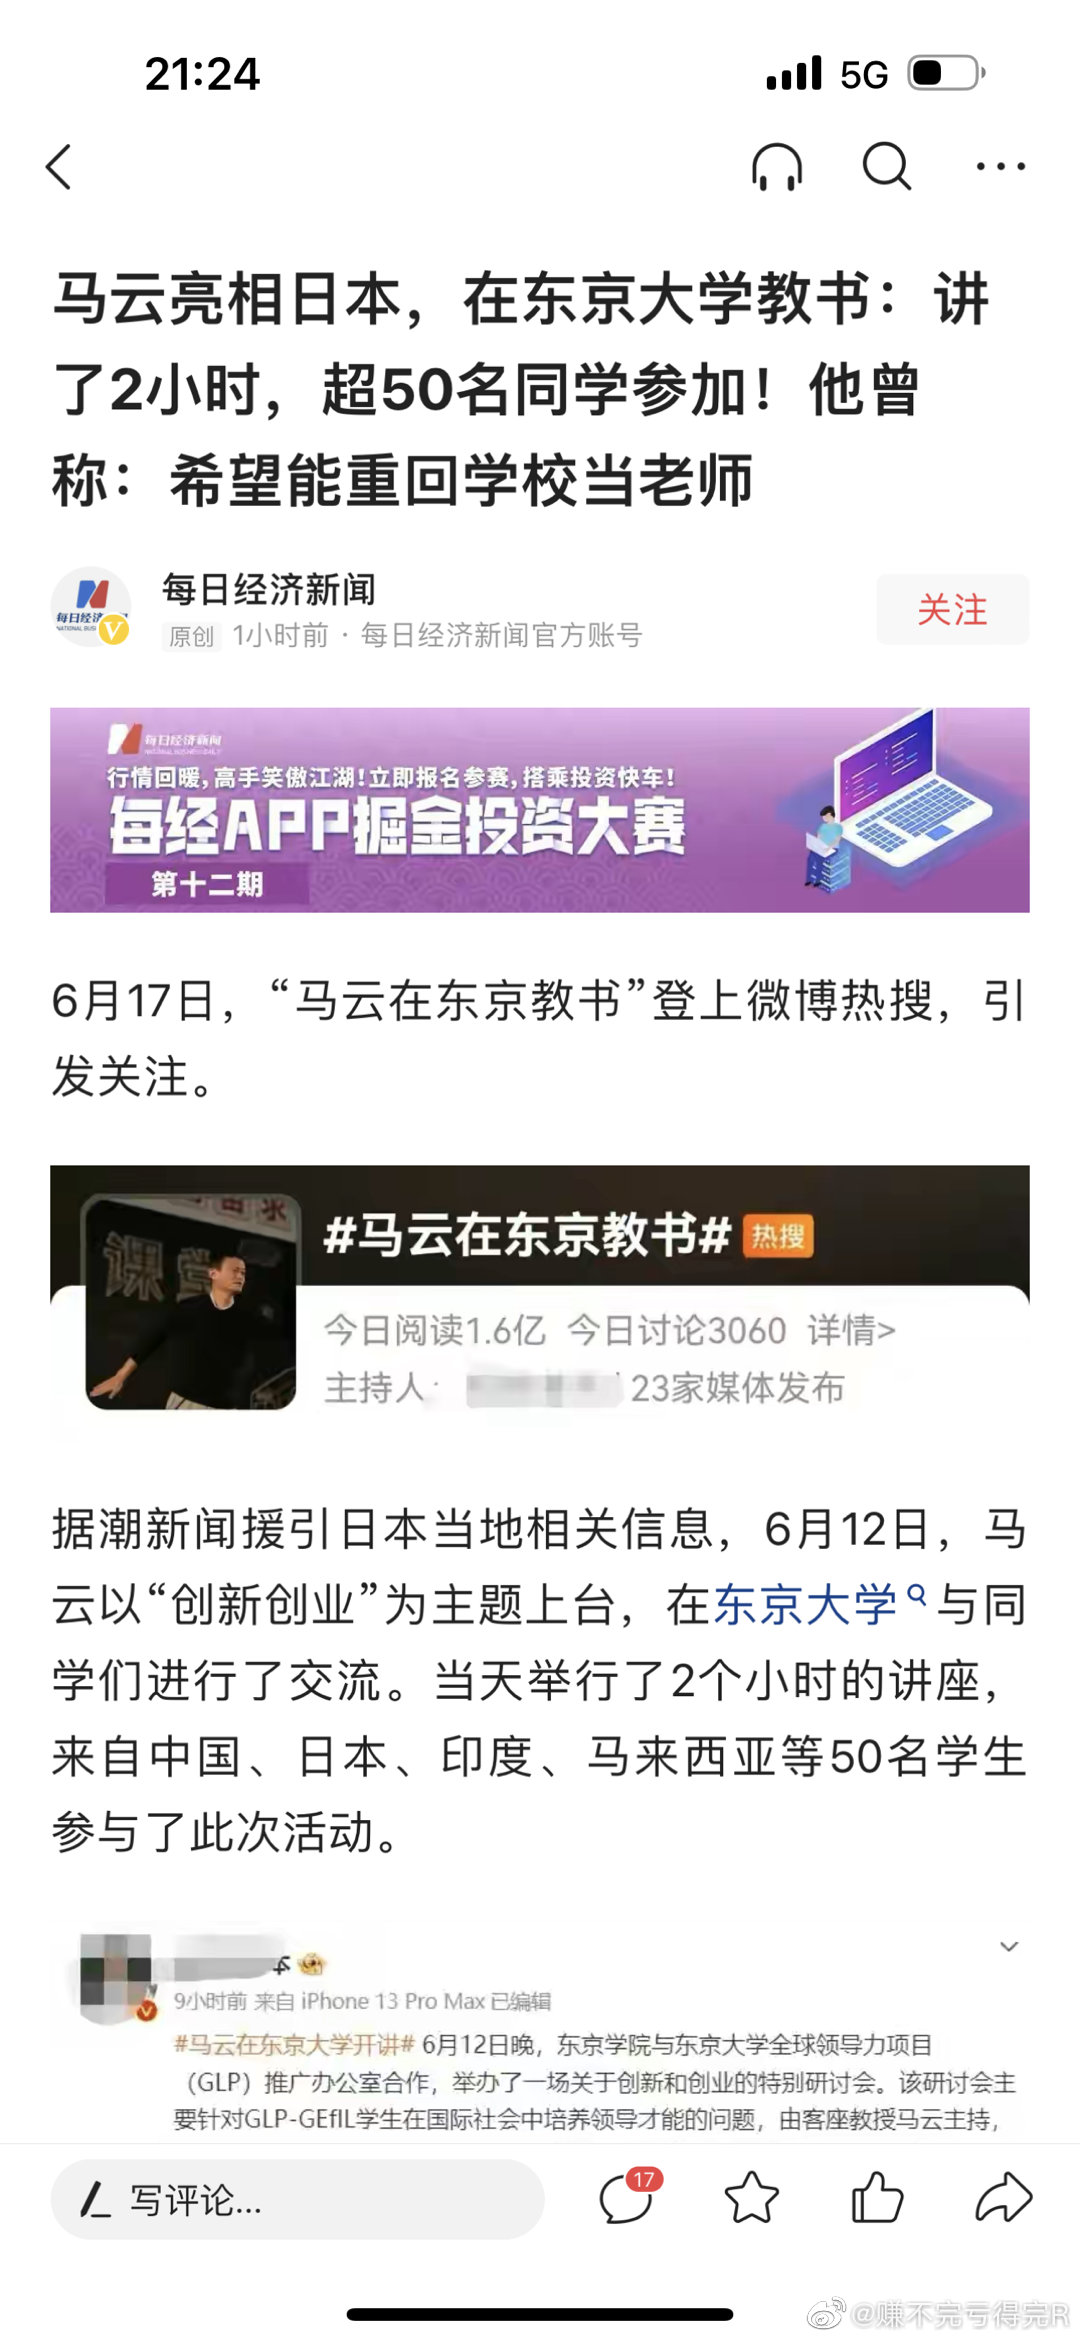 21:24
5G
马云亮相日本，在东京大学教书：讲
了2小时，超50名同学参加！他曾
称：希望能重回学校当老师
每日经济新闻
原创 1小时前 · 每日经济新闻官方账号
关注
每日经济新闻
行情回暖，高手笑傲江湖！立即报名参赛，搭乘投资快车！
每经APP掘金投资大赛
第十二期
6月17日，“马云在东京教书”登上微博热搜，引
发关注。
课堂
#马云在东京教书# 热搜
今日阅读1.6亿 今日讨论3060 详情>
主持人： 23家媒体发布
据潮新闻援引日本当地相关信息，6月12日，马
云以“创新创业”为主题上台，在东京大学与同
学们进行了交流。当天举行了2个小时的讲座，
来自中国、日本、印度、马来西亚等50名学生
参与了此次活动。
9小时前 来自 iPhone 13 Pro Max 已编辑
#马云在东京大学开讲# 6月12日晚，东京学院与东京大学全球领导力项目
（GLP）推广办公室合作，举办了一场关于创新和创业的特别研讨会。该研讨会主
要针对GLP-GEfIL学生在国际社会中培养领导才能的问题，由客座教授马云主持，
写评论...
17
@赚不完亏得完R